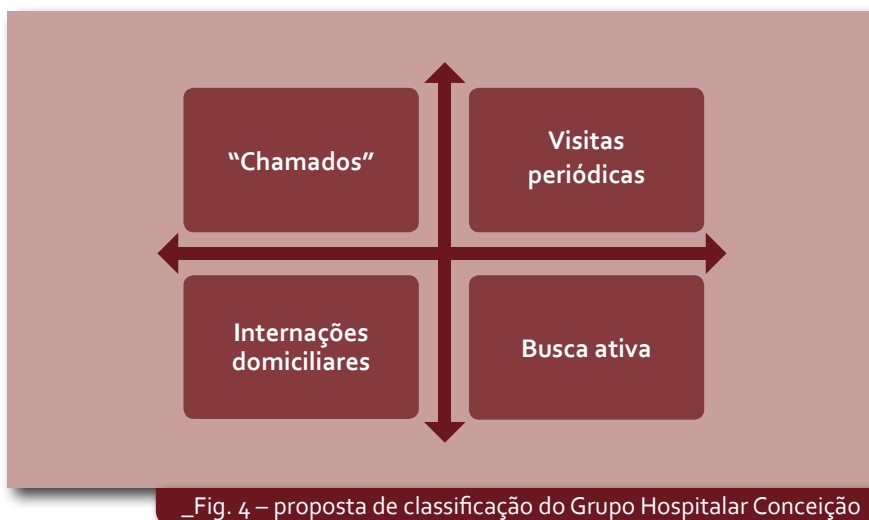 “Chamados”
Visitas
periódicas
Internações
domiciliares
Busca ativa
_Fig. 4 – proposta de classificação do Grupo Hospitalar Conceição